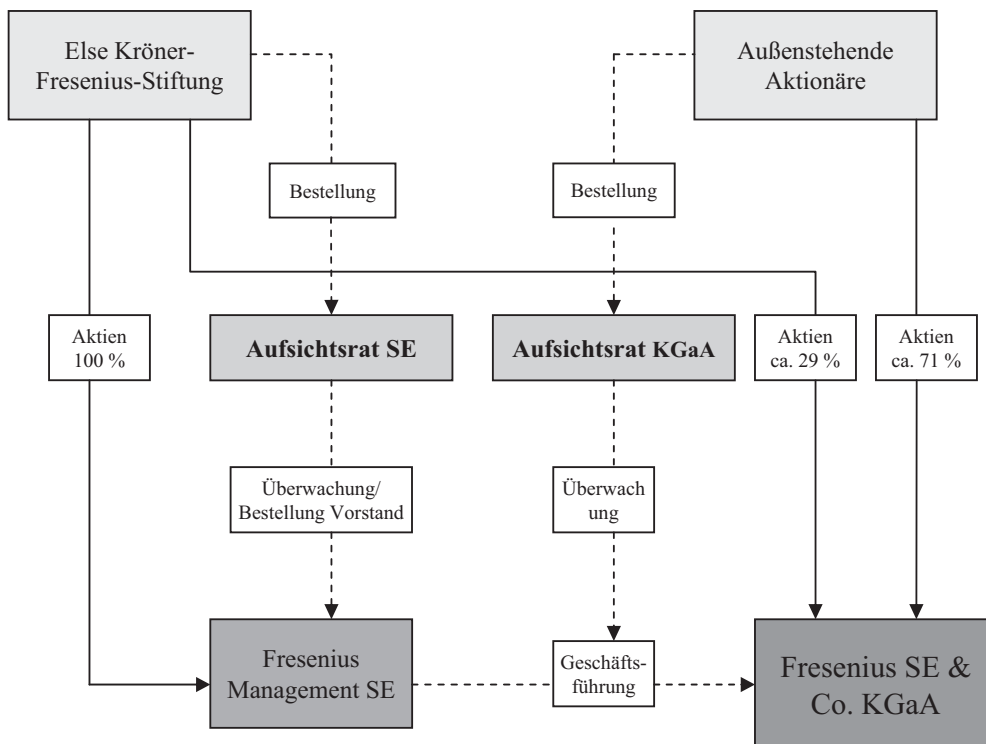 Else Kröner-
Fresenius-Stiftung
Außenstehende
Aktionäre
Bestellung
Bestellung
Aktien
100 %
Aufsichtsrat SE
Aufsichtsrat KGaA
Aktien
ca. 29 %
Aktien
ca. 71 %
Überwachung/
Bestellung Vorstand
Überwach
ung
Fresenius
Management SE
Geschäfts-
führung
Fresenius SE &
Co. KGaA